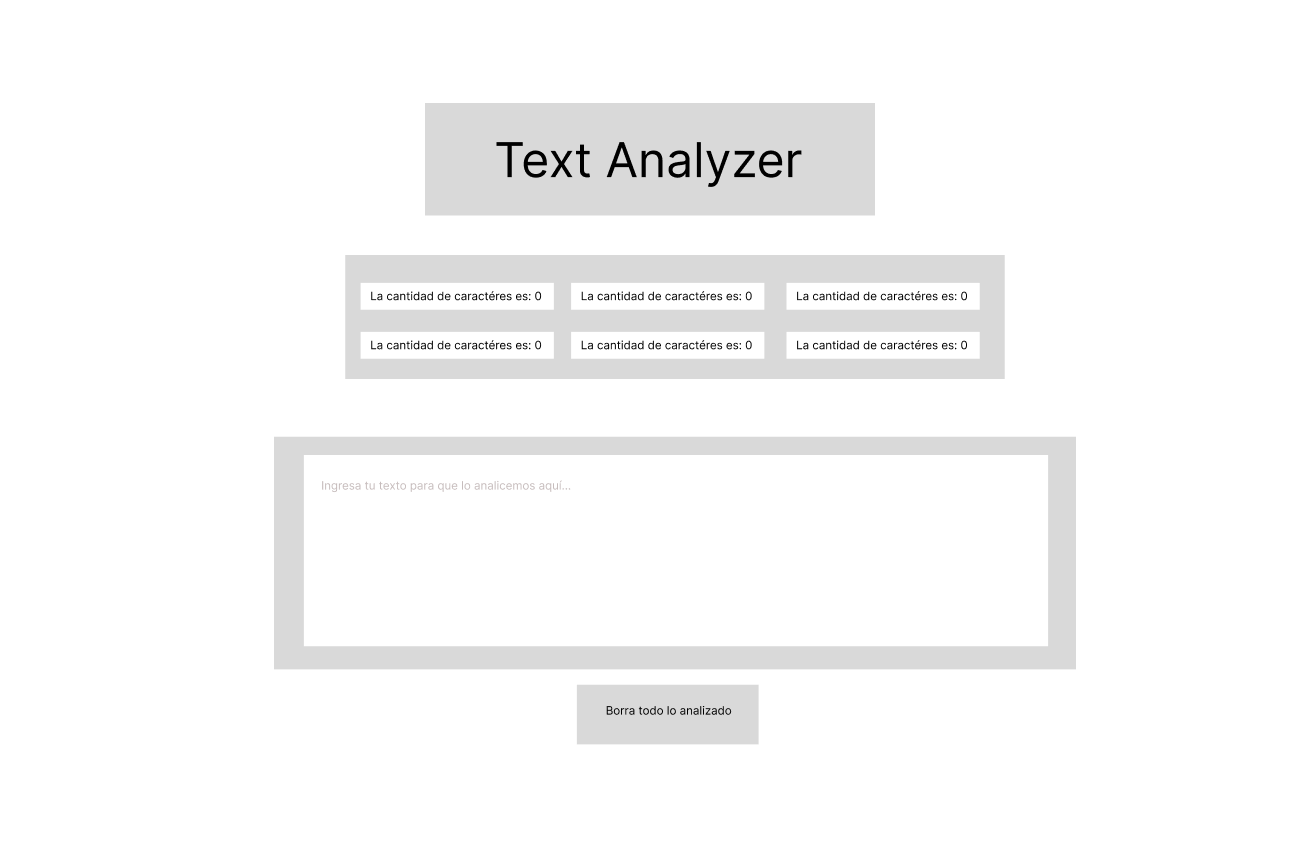 Text Analyzer
La cantidad de caractéres es: 0
La cantidad de caractéres es: 0
La cantidad de caractéres es: 0
La cantidad de caractéres es: 0
La cantidad de caractéres es: 0
La cantidad de caractéres es: 0
Ingresa tu texto para que lo analicemos aquí...
Borra todo lo analizado